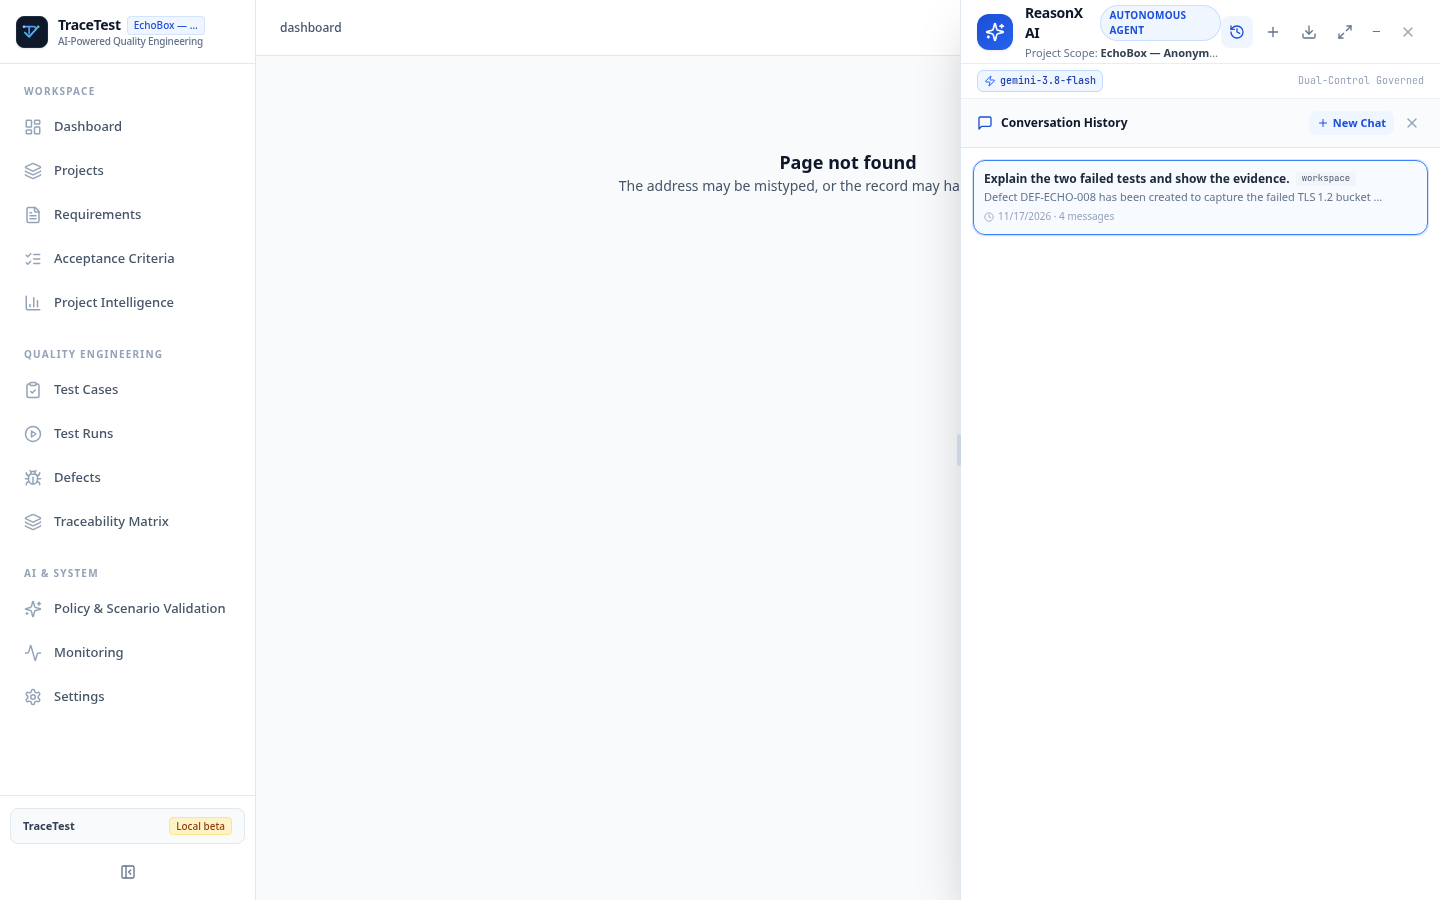 TraceTest
EchoBox — ...
AI-Powered Quality Engineering
WORKSPACE
Dashboard
Projects
Requirements
Acceptance Criteria
Project Intelligence
QUALITY ENGINEERING
Test Cases
Test Runs
Defects
Traceability Matrix
AI & SYSTEM
Policy & Scenario Validation
Monitoring
Settings
TraceTest
Local beta
dashboard
Page not found
The address may be mistyped, or the record may ha
ReasonX AI
AUTONOMOUS AGENT
Project Scope: EchoBox — Anonym...
gemini-3.8-flash
Dual-Control Governed
Conversation History
+ New Chat
Explain the two failed tests and show the evidence.
workspace
Defect DEF-ECHO-008 has been created to capture the failed TLS 1.2 bucket ...
11/17/2026 · 4 messages